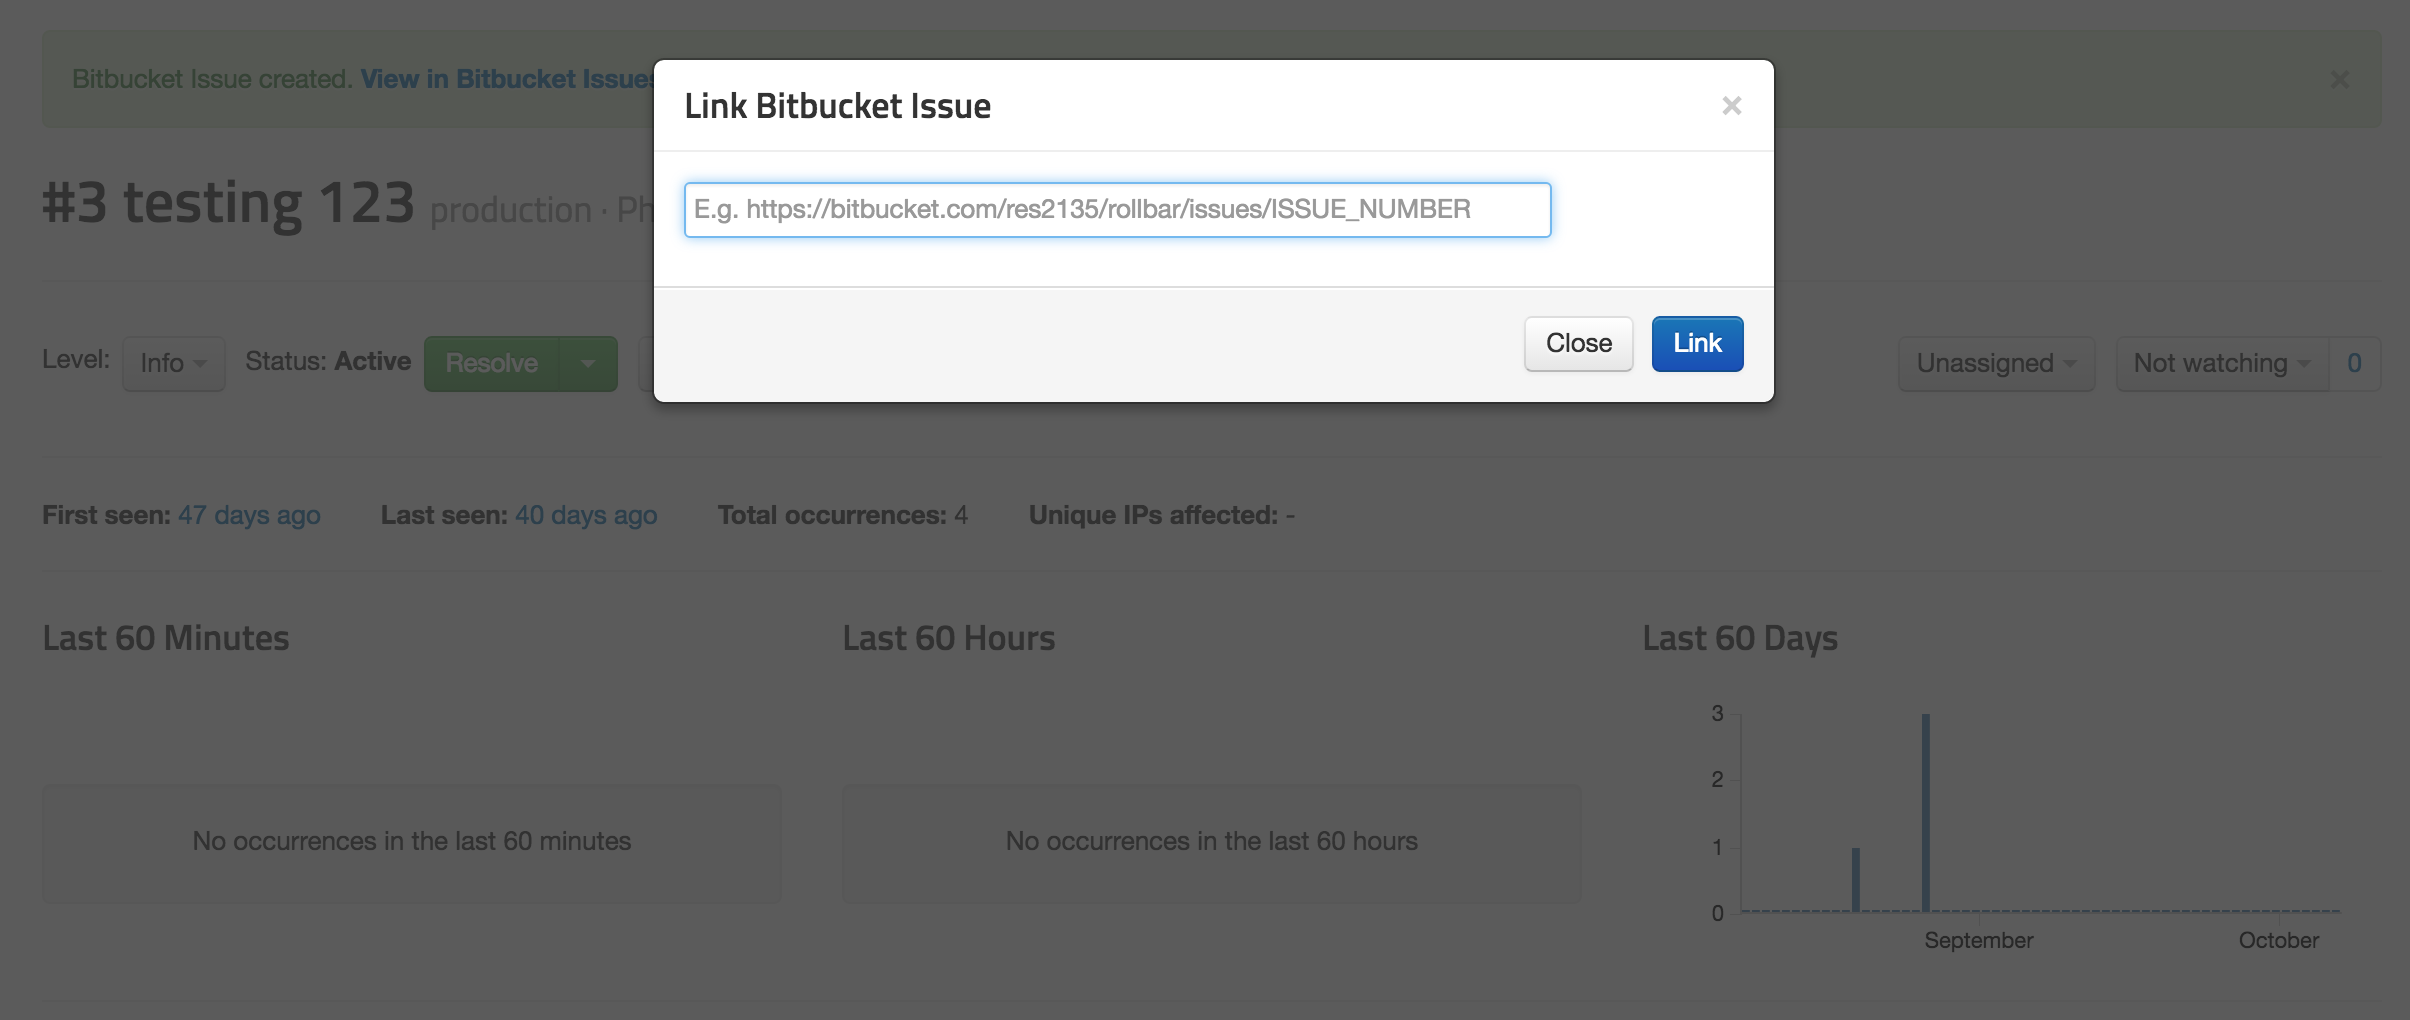 Bitbucket Issue created. View in Bitbucket Issues
Link Bitbucket Issue
E.g. https://bitbucket.com/res2135/rollbar/issues/ISSUE_NUMBER
Close Link
#3 testing 123 production · Ph
Level: Info Status: Active Resolve
Unassigned Not watching 0
First seen: 47 days ago Last seen: 40 days ago Total occurrences: 4 Unique IPs affected: -
Last 60 Minutes
No occurrences in the last 60 minutes
Last 60 Hours
No occurrences in the last 60 hours
Last 60 Days
3
2
1
0
September October